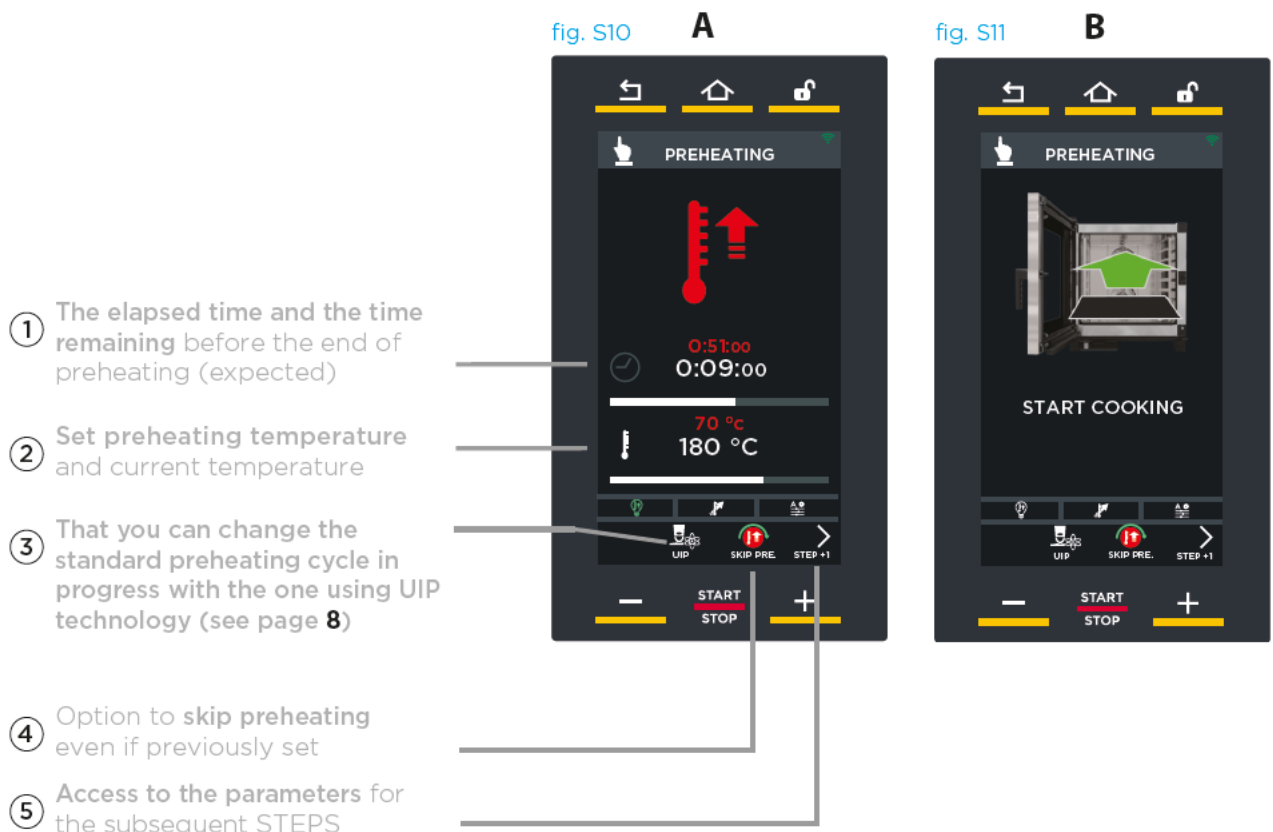 fig. S10 A
fig. S11 B
PREHEATING
0:51:00
0:09:00
70 °c
180 °C
UIP
SKIP PRE.
STEP +1
START
STOP
PREHEATING
START COOKING
UIP
SKIP PRE.
STEP +1
START
STOP
1 The elapsed time and the time
remaining before the end of
preheating (expected)
2 Set preheating temperature
and current temperature
3 That you can change the
standard preheating cycle in
progress with the one using UIP
technology (see page 8)
4 Option to skip preheating
even if previously set
5 Access to the parameters for
the subsequent STEPS